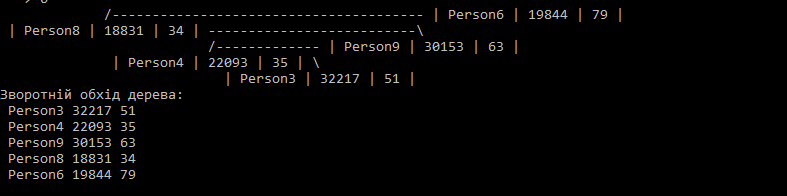 /--------------------------------------- | Person6 | 19844 | 79 |
| Person8 | 18831 | 34 | --------------------------\
/------------- | Person9 | 30153 | 63 |
| Person4 | 22093 | 35 | \
| Person3 | 32217 | 51 |
Зворотній обхід дерева:
Person3 32217 51
Person4 22093 35
Person9 30153 63
Person8 18831 34
Person6 19844 79